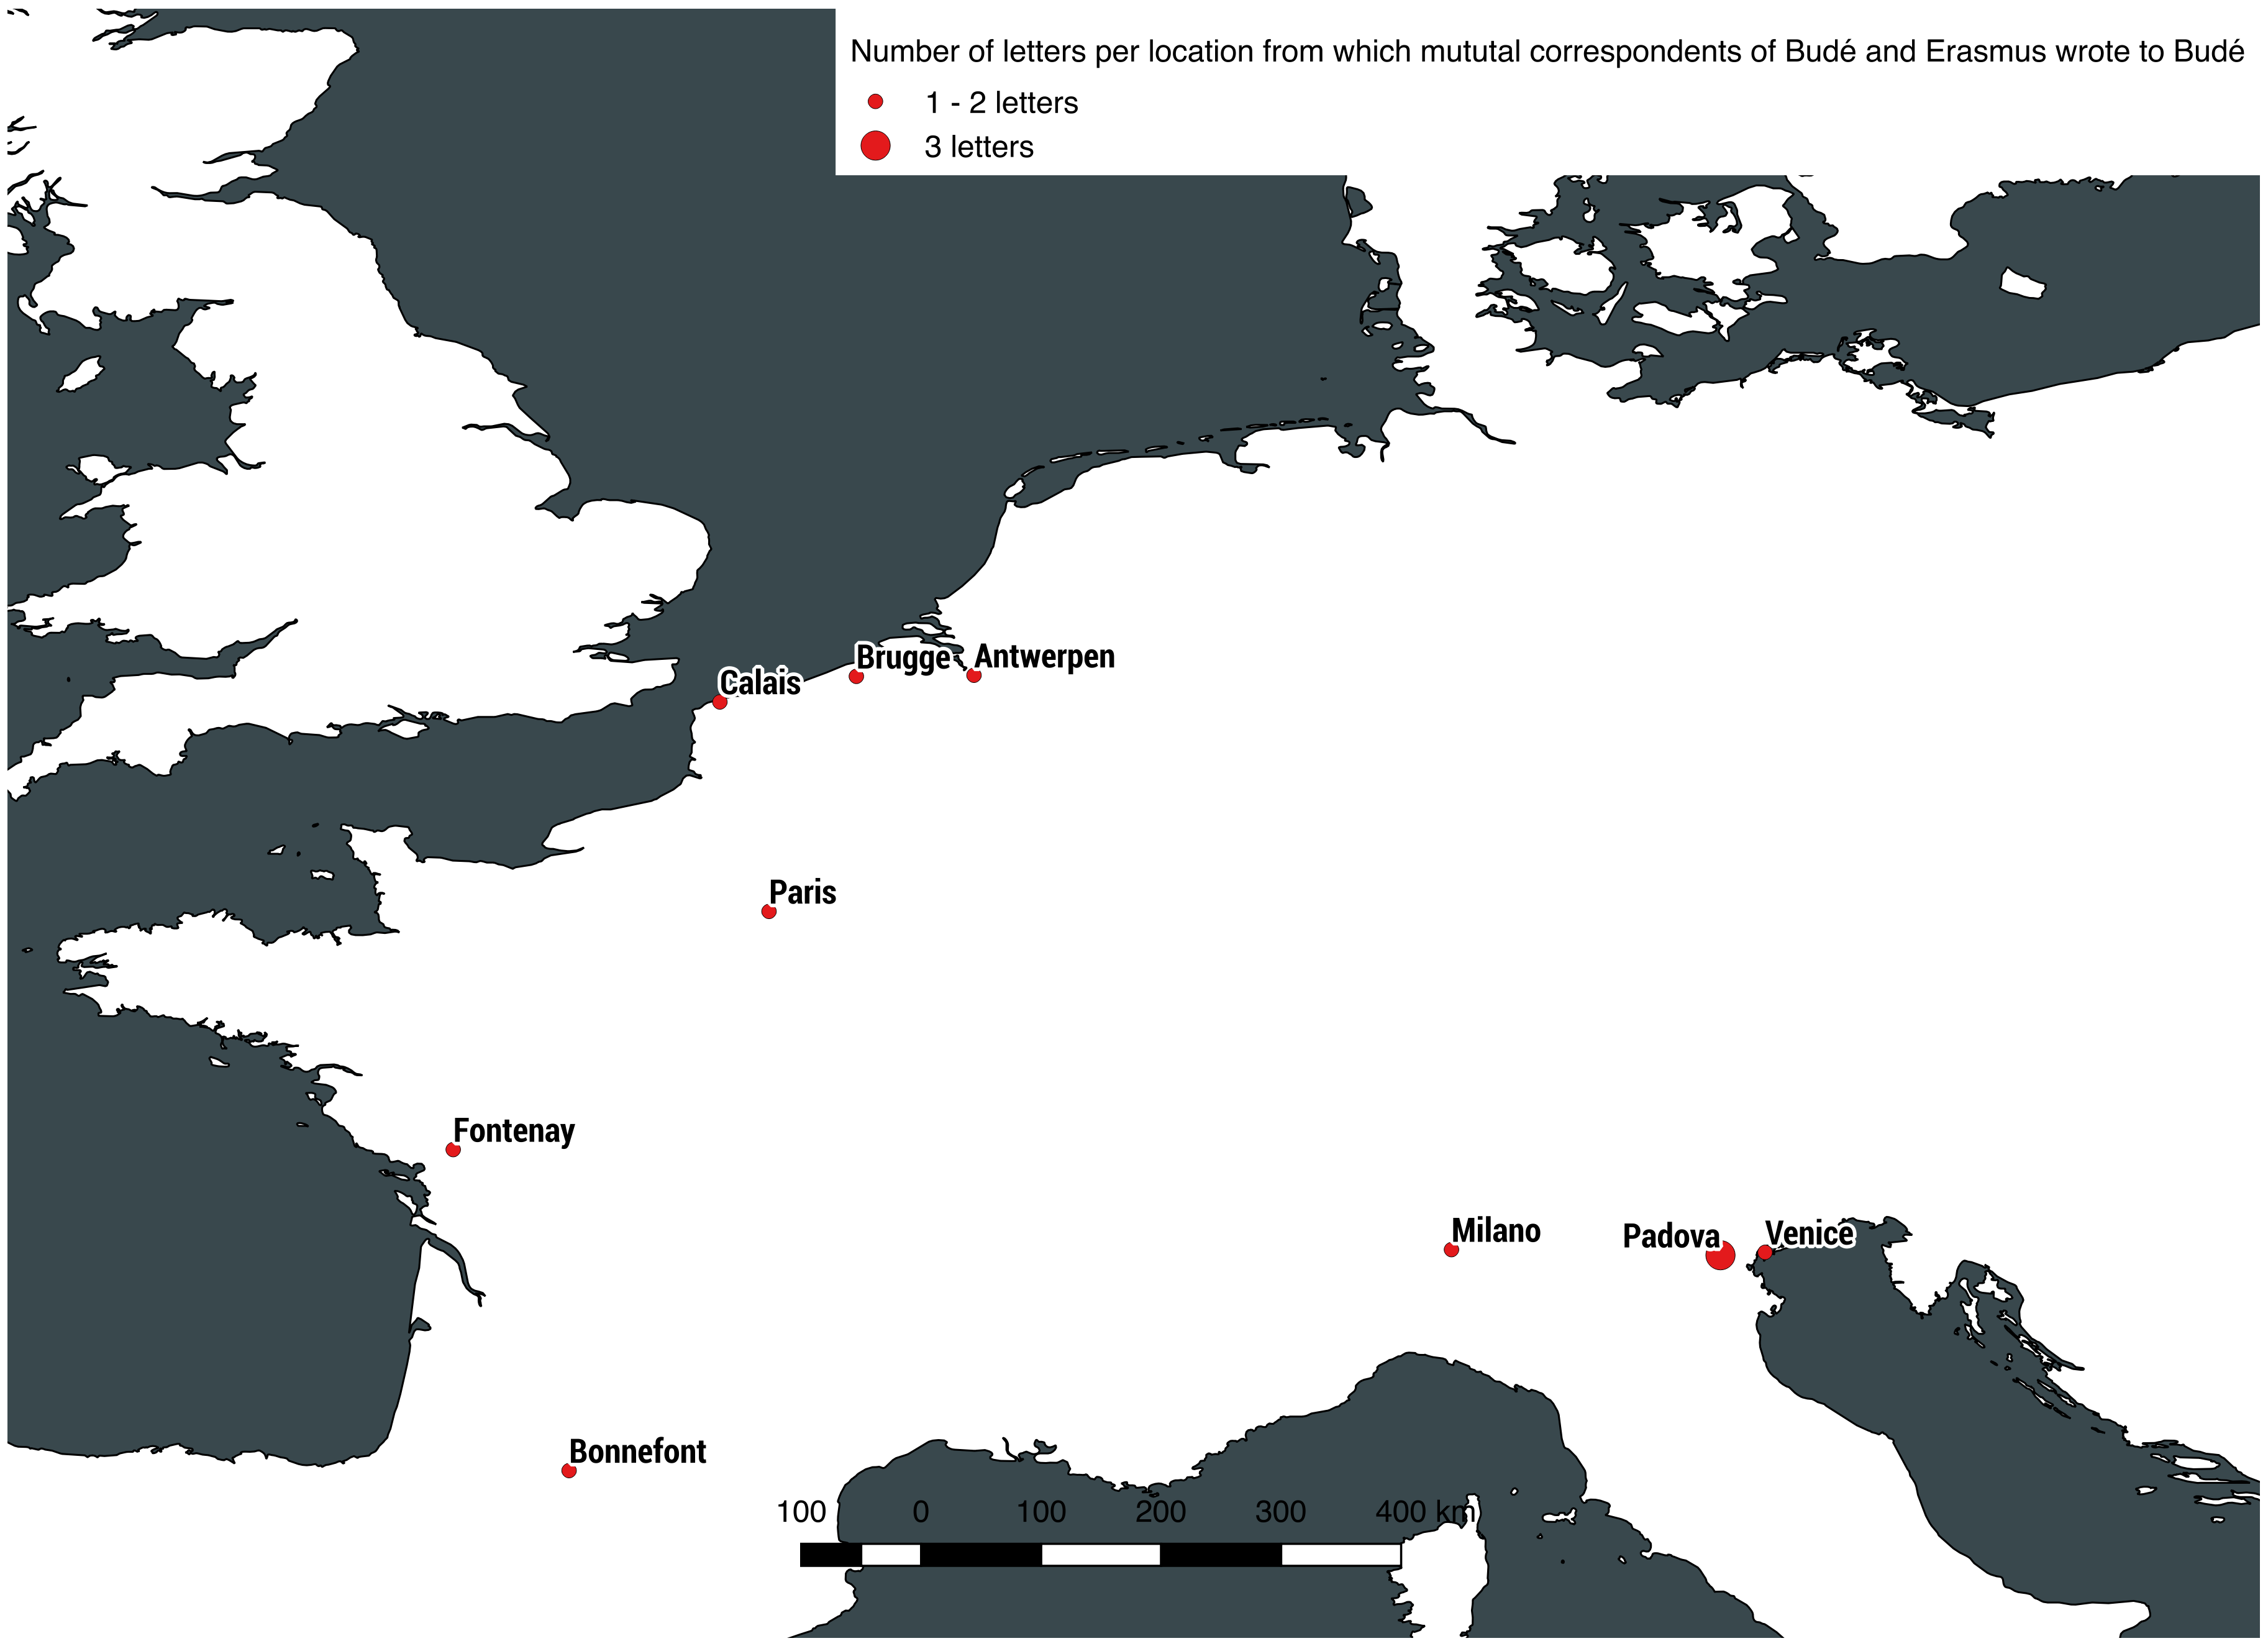 Number of letters per location from which mututal correspondents of Budé and Erasmus wrote to Budé
1 - 2 letters
3 letters
Brugge
Antwerpen
Calais
Paris
Fontenay
Milano
Padova
Venice
Bonnefont
100 0 100 200 300 400 km